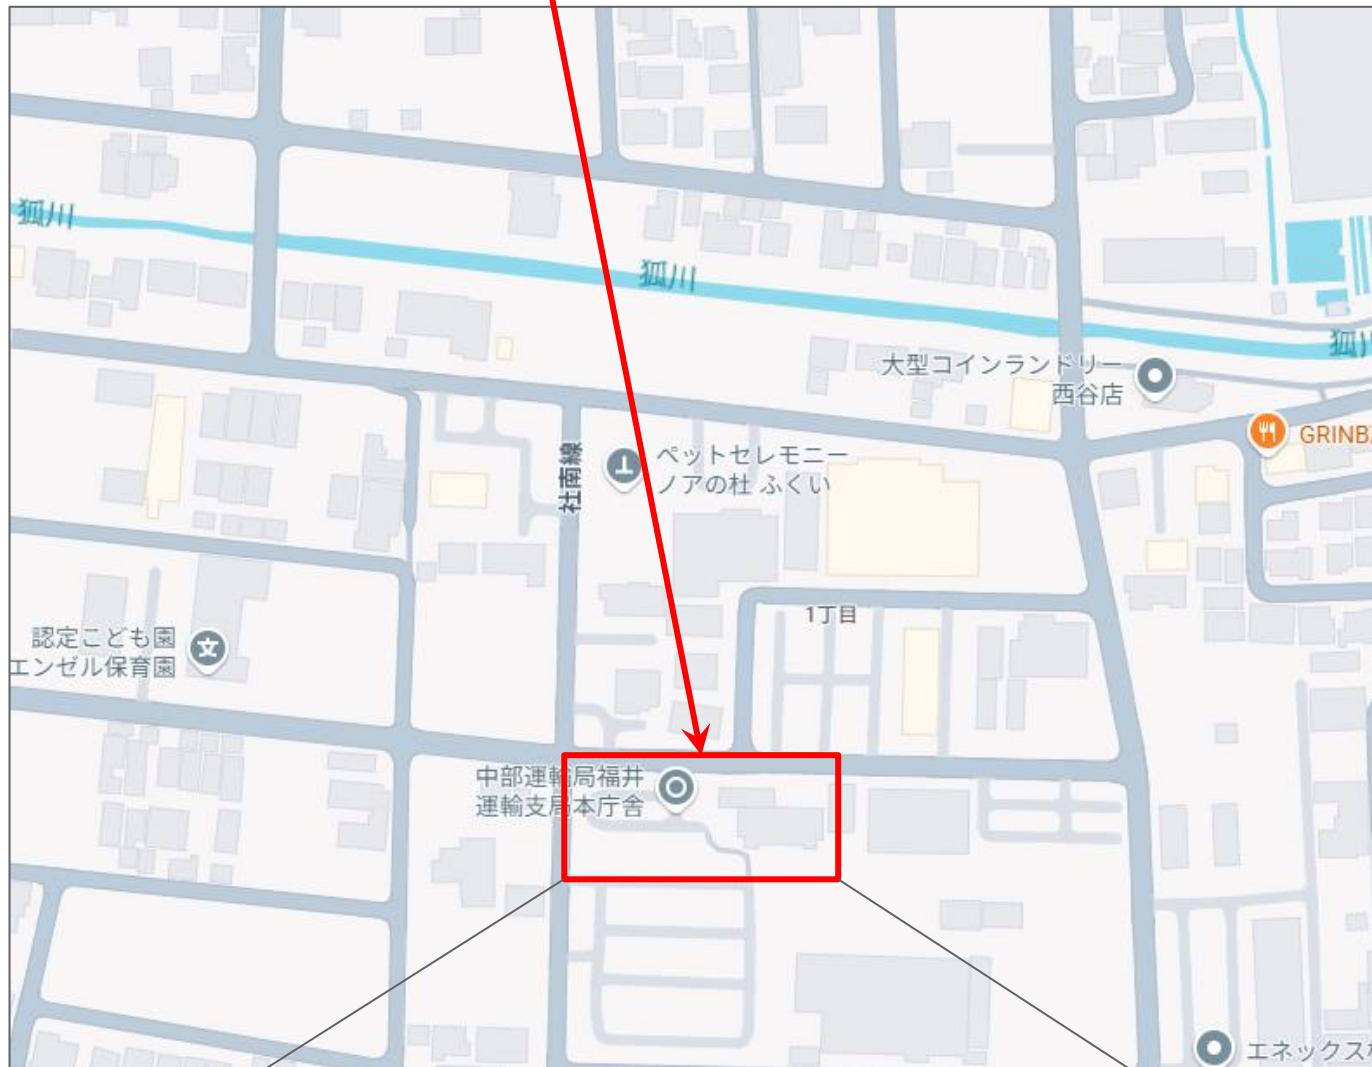 狐川
狐川
狐川
大型コインランドリー
西谷店
GRINB
社南線
ペットセレモニー
ノアの杜 ふくい
1丁目
認定こども園
エンゼル保育園
中部運輸局福井
運輸支局本庁舎
エネックス